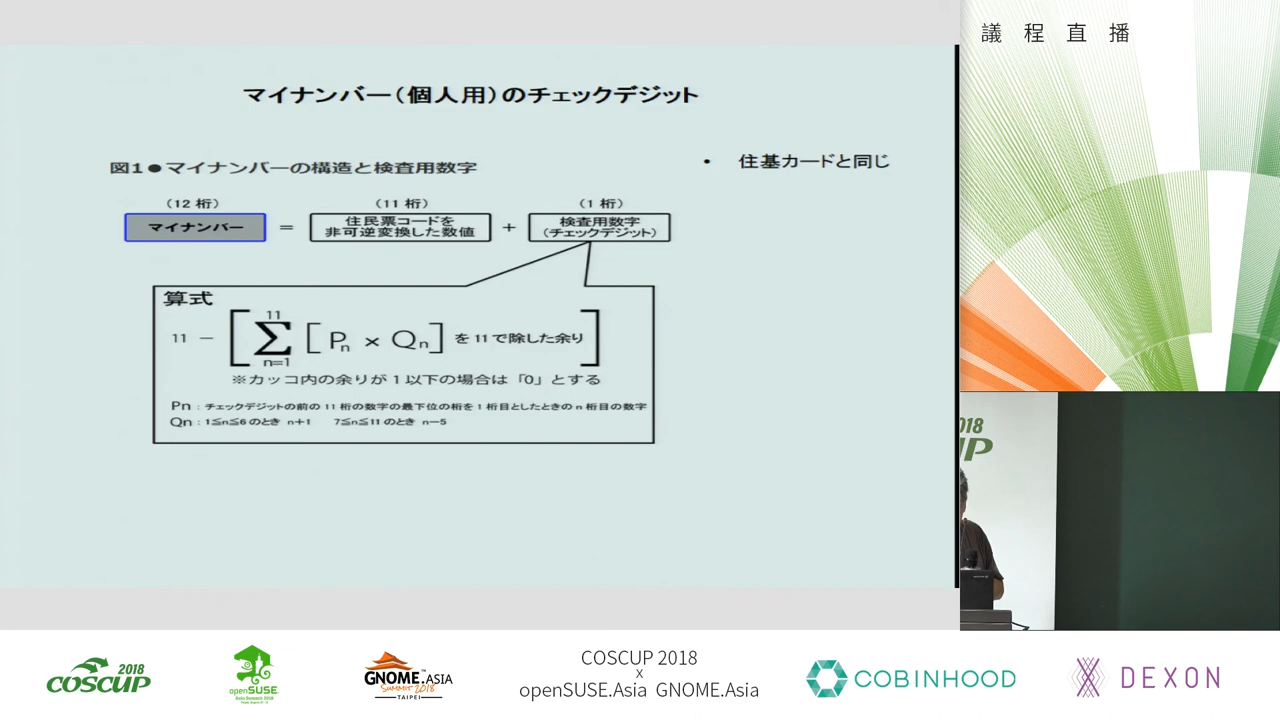 議程直播
マイナンバー(個人用)のチェックデジット
図1●マイナンバーの構造と検査用数字
• 住基カードと同じ
(12 桁)
(11 桁)
(1 桁)
マイナンバー
=
住民票コードを
非可逆変換した数値
+
検査用数字
(チェックデジット)
算式
11 − [ Σ [ Pn × Qn ] を 11 で除した余り ]
11
n=1
※カッコ内の余りが 1 以下の場合は「0」とする
Pn : チェックデジットの前の 11 桁の数字の最下位の桁を 1 桁目としたときの n 桁目の数字
Qn : 1≦n≦6 のとき n+1 7≦n≦11 のとき n−5
018
UP
2018
COSCUP
openSUSE.
Asia Summit 2018
GNOME.ASIA
SUMMIT 2018
TAIPEI
COSCUP 2018
x
openSUSE.Asia GNOME.Asia
COBINHOOD
DEXON